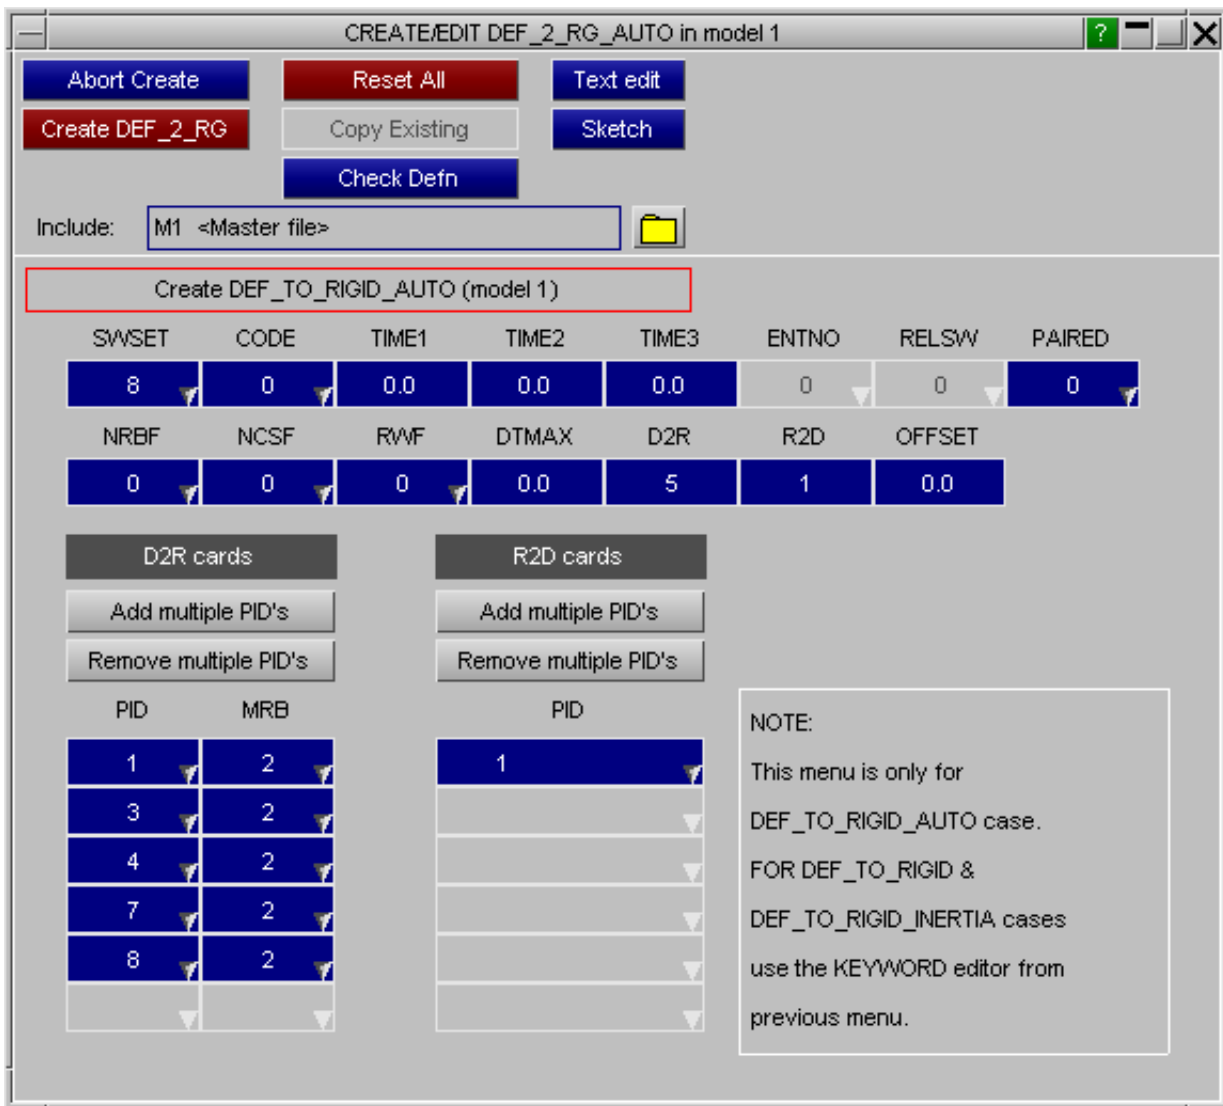 CREATE/EDIT DEF_2_RG_AUTO in model 1 ?
Abort Create Reset All Text edit
Create DEF_2_RG Copy Existing Sketch
Check Defn
Include: M1 <Master file>
Create DEF_TO_RIGID_AUTO (model 1)
SWSET CODE TIME1 TIME2 TIME3 ENTNO RELSW PAIRED
8 0 0.0 0.0 0.0 0 0 0
NRBF NCSF RWF DTMAX D2R R2D OFFSET
0 0 0 0.0 5 1 0.0
D2R cards R2D cards
Add multiple PID's Add multiple PID's
Remove multiple PID's Remove multiple PID's
PID MRB PID
1 2 1
3 2
4 2
7 2
8 2
NOTE:
This menu is only for
DEF_TO_RIGID_AUTO case.
FOR DEF_TO_RIGID &
DEF_TO_RIGID_INERTIA cases
use the KEYWORD editor from
previous menu.